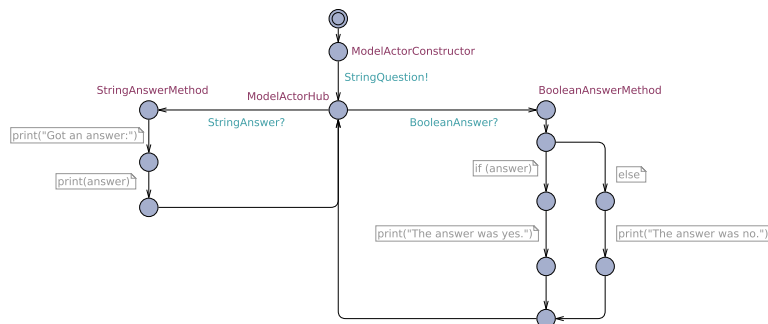 ModelActorConstructor
StringQuestion!
StringAnswerMethod
ModelActorHub
BooleanAnswerMethod
StringAnswer?
BooleanAnswer?
print("Got an answer:")
if (answer)
else
print(answer)
print("The answer was yes.")
print("The answer was no.")